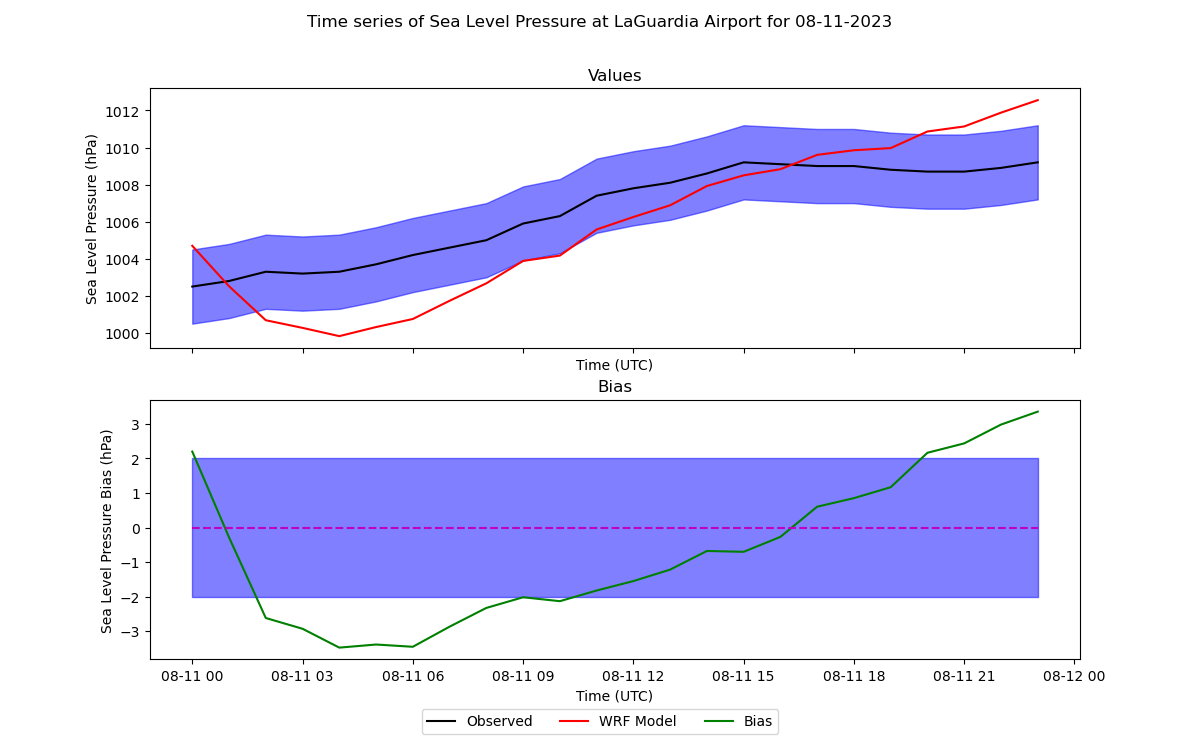 Time series of Sea Level Pressure at LaGuardia Airport for 08-11-2023
Values
Sea Level Pressure (hPa)
1012
1010
1008
1006
1004
1002
1000
Time (UTC)
Bias
Sea Level Pressure Bias (hPa)
3
2
1
0
−1
−2
−3
08-11 00 08-11 03 08-11 06 08-11 09 08-11 12 08-11 15 08-11 18 08-11 21 08-12 00
Time (UTC)
Observed WRF Model Bias